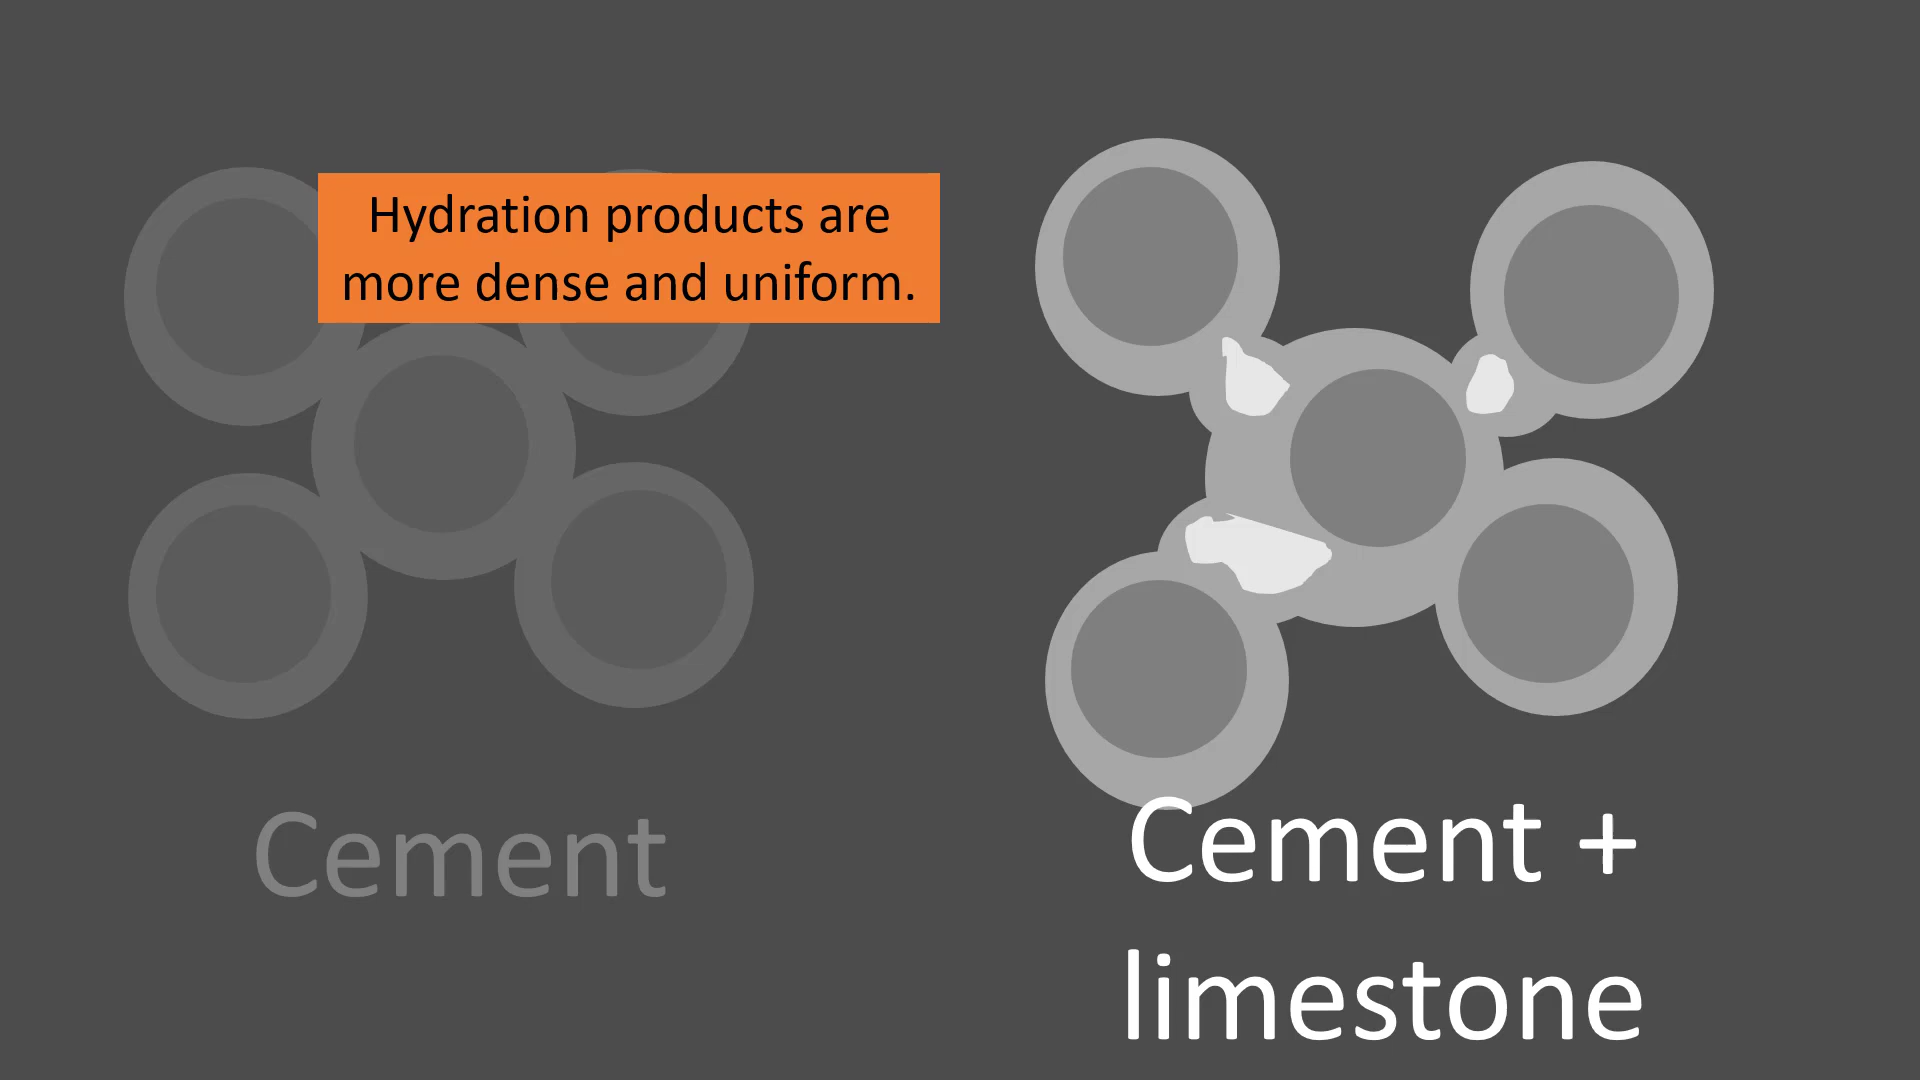 Hydration products are
more dense and uniform.
Cement
Cement +
limestone